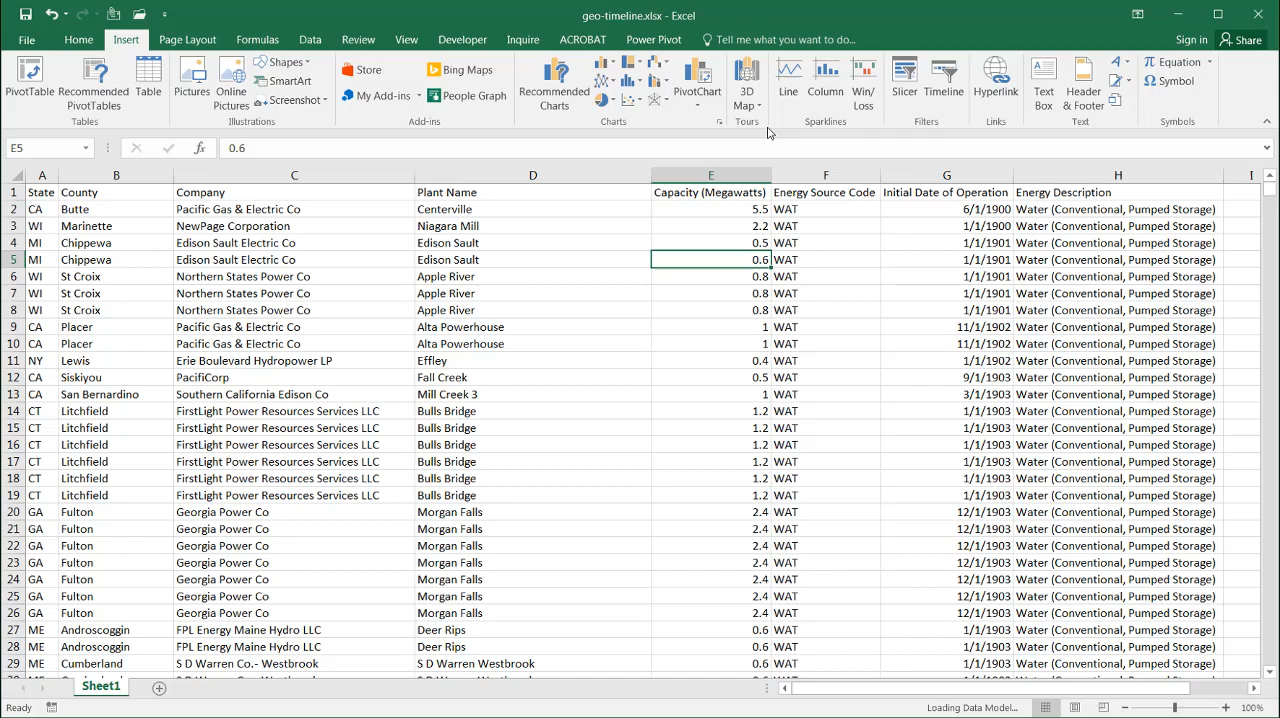 geo-timeline.xlsx - Excel
File Home Insert Page Layout Formulas Data Review View Developer Inquire ACROBAT Power Pivot Tell me what you want to do... Sign in Share
PivotTable Recommended PivotTables Table Pictures Online Pictures Shapes SmartArt Screenshot Store My Add-ins Bing Maps People Graph Recommended Charts PivotChart 3D Map Line Column Win/Loss Slicer Timeline Hyperlink Text Box Header & Footer Equation Symbol
Tables Illustrations Add-ins Charts Tours Sparklines Filters Links Text Symbols
E5 fx 0.6
A B C D E F G H I
1 State County Company Plant Name Capacity (Megawatts) Energy Source Code Initial Date of Operation Energy Description
2 CA Butte Pacific Gas & Electric Co Centerville 5.5 WAT 6/1/1900 Water (Conventional, Pumped Storage)
3 WI Marinette NewPage Corporation Niagara Mill 2.2 WAT 1/1/1900 Water (Conventional, Pumped Storage)
4 MI Chippewa Edison Sault Electric Co Edison Sault 0.5 WAT 1/1/1901 Water (Conventional, Pumped Storage)
5 MI Chippewa Edison Sault Electric Co Edison Sault 0.6 WAT 1/1/1901 Water (Conventional, Pumped Storage)
6 WI St Croix Northern States Power Co Apple River 0.8 WAT 1/1/1901 Water (Conventional, Pumped Storage)
7 WI St Croix Northern States Power Co Apple River 0.8 WAT 1/1/1901 Water (Conventional, Pumped Storage)
8 WI St Croix Northern States Power Co Apple River 0.8 WAT 1/1/1901 Water (Conventional, Pumped Storage)
9 CA Placer Pacific Gas & Electric Co Alta Powerhouse 1 WAT 11/1/1902 Water (Conventional, Pumped Storage)
10 CA Placer Pacific Gas & Electric Co Alta Powerhouse 1 WAT 11/1/1902 Water (Conventional, Pumped Storage)
11 NY Lewis Erie Boulevard Hydropower LP Effley 0.4 WAT 1/1/1902 Water (Conventional, Pumped Storage)
12 CA Siskiyou PacifiCorp Fall Creek 0.5 WAT 9/1/1903 Water (Conventional, Pumped Storage)
13 CA San Bernardino Southern California Edison Co Mill Creek 3 1 WAT 3/1/1903 Water (Conventional, Pumped Storage)
14 CT Litchfield FirstLight Power Resources Services LLC Bulls Bridge 1.2 WAT 1/1/1903 Water (Conventional, Pumped Storage)
15 CT Litchfield FirstLight Power Resources Services LLC Bulls Bridge 1.2 WAT 1/1/1903 Water (Conventional, Pumped Storage)
16 CT Litchfield FirstLight Power Resources Services LLC Bulls Bridge 1.2 WAT 1/1/1903 Water (Conventional, Pumped Storage)
17 CT Litchfield FirstLight Power Resources Services LLC Bulls Bridge 1.2 WAT 1/1/1903 Water (Conventional, Pumped Storage)
18 CT Litchfield FirstLight Power Resources Services LLC Bulls Bridge 1.2 WAT 1/1/1903 Water (Conventional, Pumped Storage)
19 CT Litchfield FirstLight Power Resources Services LLC Bulls Bridge 1.2 WAT 1/1/1903 Water (Conventional, Pumped Storage)
20 GA Fulton Georgia Power Co Morgan Falls 2.4 WAT 12/1/1903 Water (Conventional, Pumped Storage)
21 GA Fulton Georgia Power Co Morgan Falls 2.4 WAT 12/1/1903 Water (Conventional, Pumped Storage)
22 GA Fulton Georgia Power Co Morgan Falls 2.4 WAT 12/1/1903 Water (Conventional, Pumped Storage)
23 GA Fulton Georgia Power Co Morgan Falls 2.4 WAT 12/1/1903 Water (Conventional, Pumped Storage)
24 GA Fulton Georgia Power Co Morgan Falls 2.4 WAT 12/1/1903 Water (Conventional, Pumped Storage)
25 GA Fulton Georgia Power Co Morgan Falls 2.4 WAT 12/1/1903 Water (Conventional, Pumped Storage)
26 GA Fulton Georgia Power Co Morgan Falls 2.4 WAT 12/1/1903 Water (Conventional, Pumped Storage)
27 ME Androscoggin FPL Energy Maine Hydro LLC Deer Rips 0.6 WAT 1/1/1903 Water (Conventional, Pumped Storage)
28 ME Androscoggin FPL Energy Maine Hydro LLC Deer Rips 0.6 WAT 1/1/1903 Water (Conventional, Pumped Storage)
29 ME Cumberland S D Warren Co.- Westbrook S D Warren Westbrook 0.6 WAT 1/1/1903 Water (Conventional, Pumped Storage)
Sheet1
Ready Loading Data Model... 100%